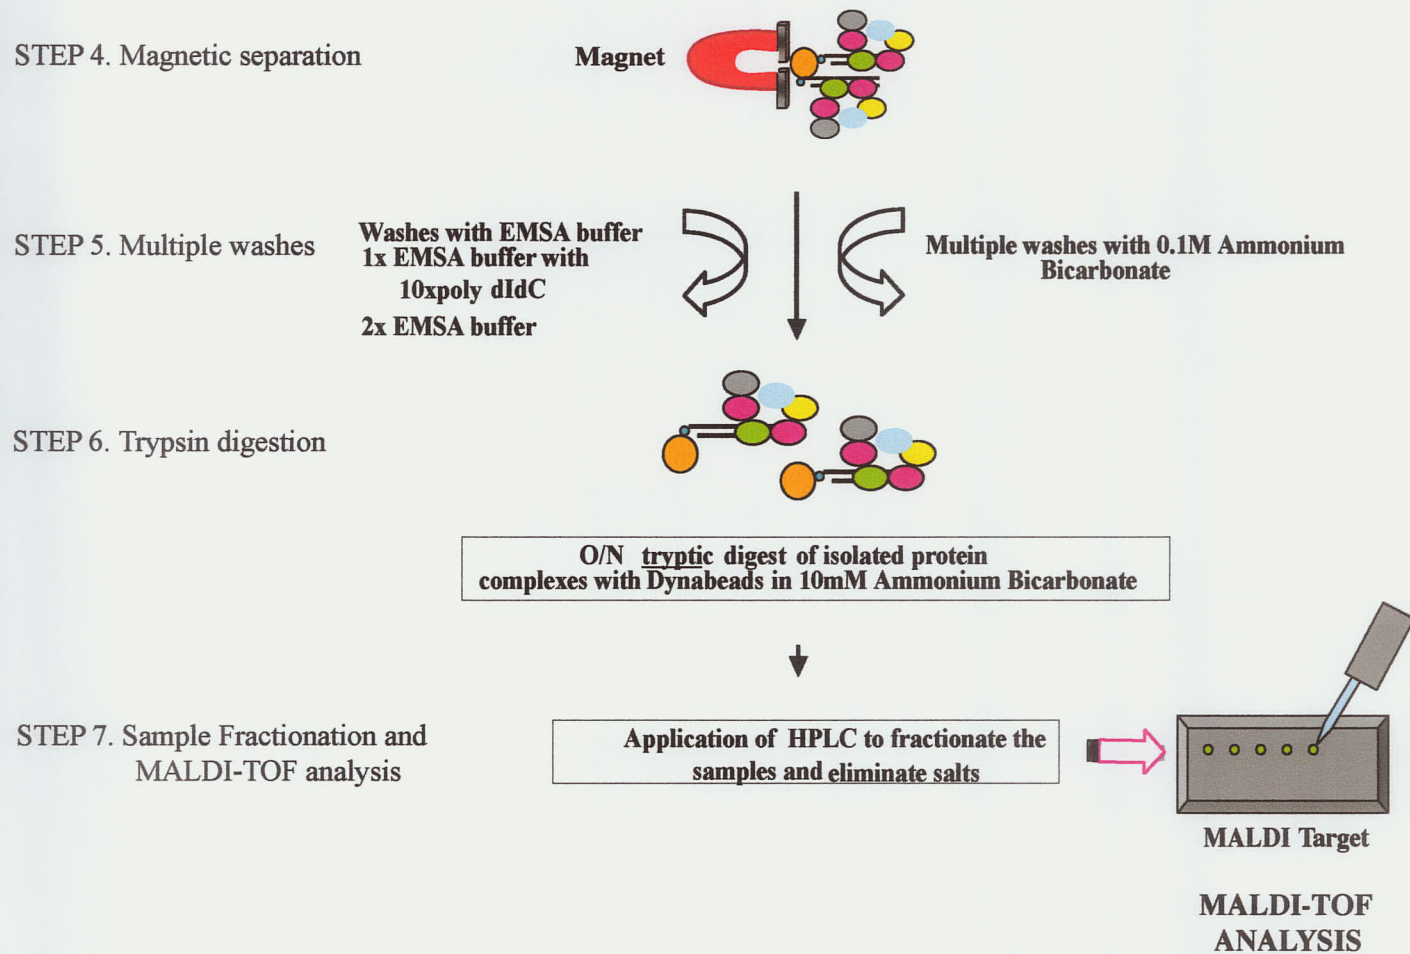 STEP 4. Magnetic separation
Magnet
STEP 5. Multiple washes
Washes with EMSA buffer
1x EMSA buffer with
10xpoly dIdC
2x EMSA buffer
Multiple washes with 0.1M Ammonium
Bicarbonate
STEP 6. Trypsin digestion
O/N tryptic digest of isolated protein
complexes with Dynabeads in 10mM Ammonium Bicarbonate
STEP 7. Sample Fractionation and
MALDI-TOF analysis
Application of HPLC to fractionate the
samples and eliminate salts
MALDI Target
MALDI-TOF
ANALYSIS